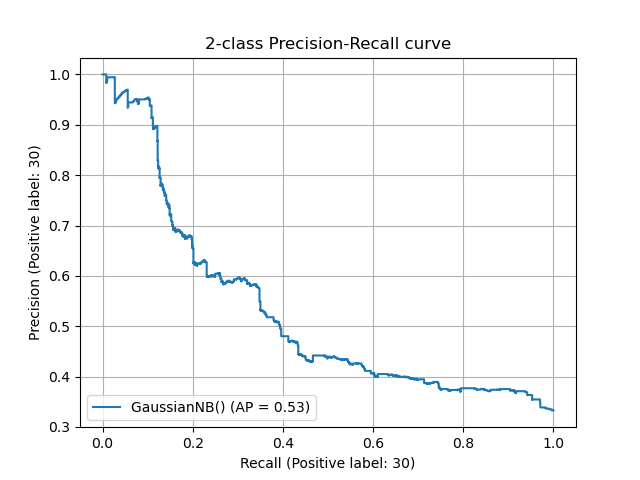 2-class Precision-Recall curve
1.0
0.9
0.8
0.7
0.6
0.5
0.4
0.3
Precision (Positive label: 30)
GaussianNB() (AP = 0.53)
0.0 0.2 0.4 0.6 0.8 1.0
Recall (Positive label: 30)